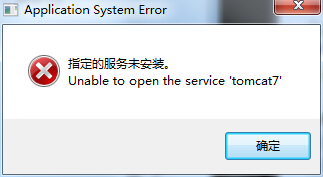 Application System Error
指定的服务未安装。
Unable to open the service 'tomcat7'
确定